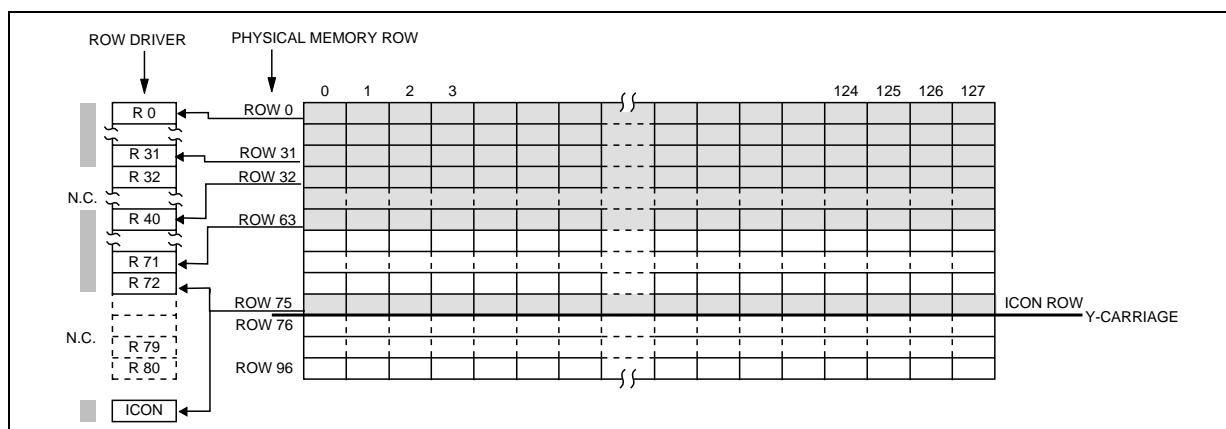 ROW DRIVER PHYSICAL MEMORY ROW
0 1 2 3 124 125 126 127
R 0 ROW 0
R 31 ROW 31
R 32 ROW 32
N.C.
R 40 ROW 63
R 71
R 72
ROW 75 ICON ROW
Y-CARRIAGE
ROW 76
N.C.
R 79
R 80 ROW 96
ICON